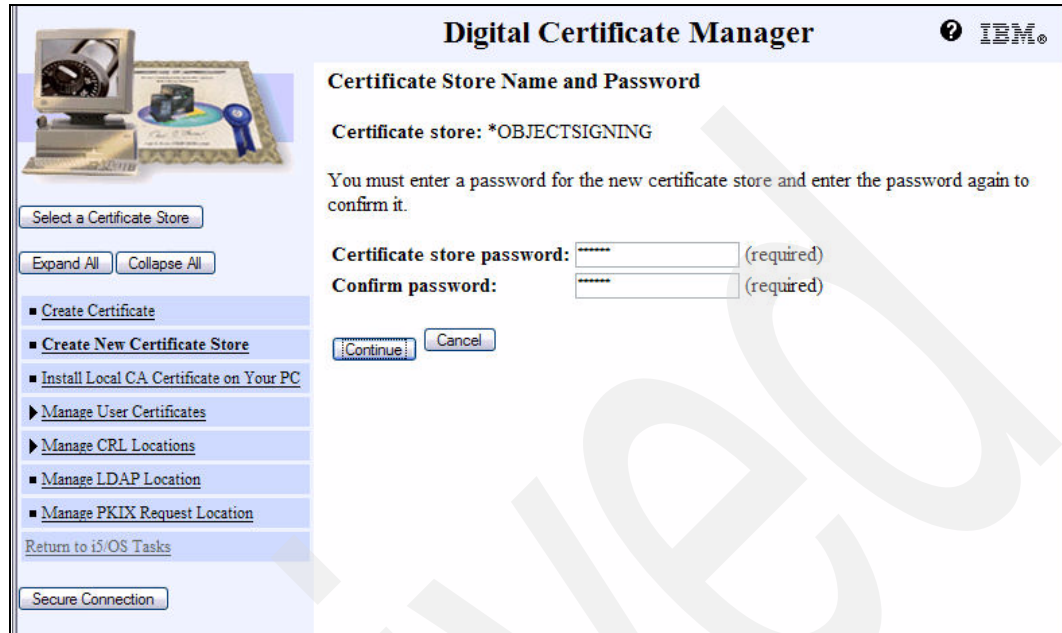 Digital Certificate Manager
IBM®
Select a Certificate Store
Expand All Collapse All
Create Certificate
Create New Certificate Store
Install Local CA Certificate on Your PC
Manage User Certificates
Manage CRL Locations
Manage LDAP Location
Manage PKIX Request Location
Return to i5/OS Tasks
Secure Connection
Certificate Store Name and Password
Certificate store: *OBJECTSIGNING
You must enter a password for the new certificate store and enter the password again to
confirm it.
Certificate store password: ****** (required)
Confirm password: ****** (required)
Continue Cancel